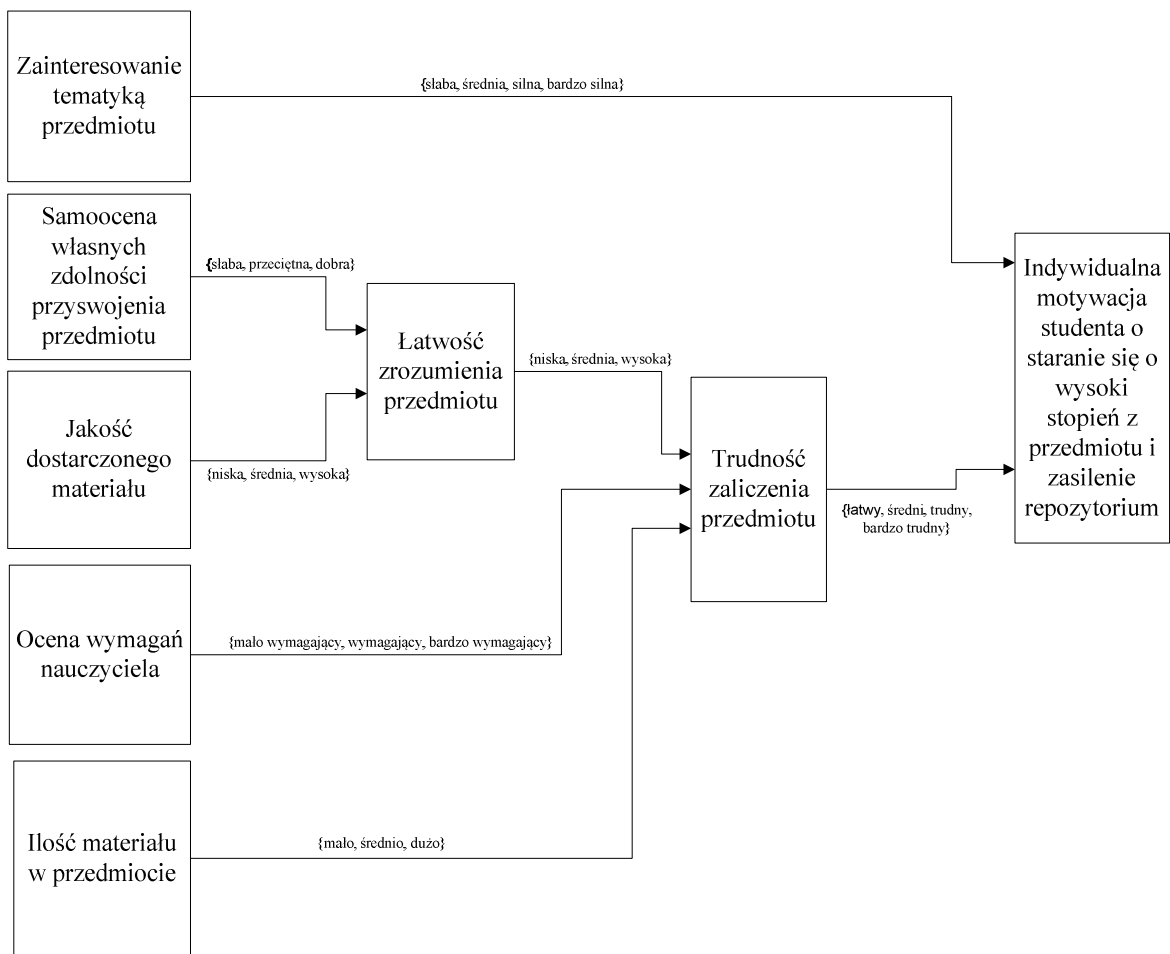 Zainteresowanie
tematyką
przedmiotu
{słaba, średnia, silna, bardzo silna}
Samoocena
własnych
zdolności
przyswojenia
przedmiotu
{słaba, przeciętna, dobra}
Jakość
dostarczonego
materiału
{niska, średnia, wysoka}
Łatwość
zrozumienia
przedmiotu
{niska, średnia, wysoka}
Ocena wymagań
nauczyciela
{mało wymagający, wymagający, bardzo wymagający}
Ilość materiału
w przedmiocie
{mało, średnio, dużo}
Trudność
zaliczenia
przedmiotu
{łatwy, średni, trudny,
bardzo trudny}
Indywidualna
motywacja
studenta o
staranie się o
wysoki
stopień z
przedmiotu i
zasilenie
repozytorium